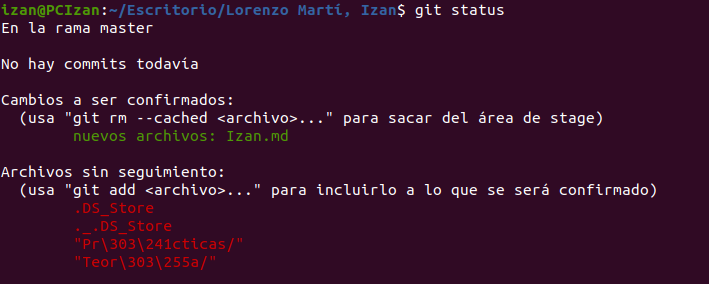 izan@PCIzan:~/Escritorio/Lorenzo Martí, Izan$ git status
En la rama master
No hay commits todavía
Cambios a ser confirmados:
(usa "git rm --cached <archivo>..." para sacar del área de stage)
nuevos archivos: Izan.md
Archivos sin seguimiento:
(usa "git add <archivo>..." para incluirlo a lo que se será confirmado)
.DS_Store
._.DS_Store
"Pr\303\241cticas/"
"Teor\303\255a/"